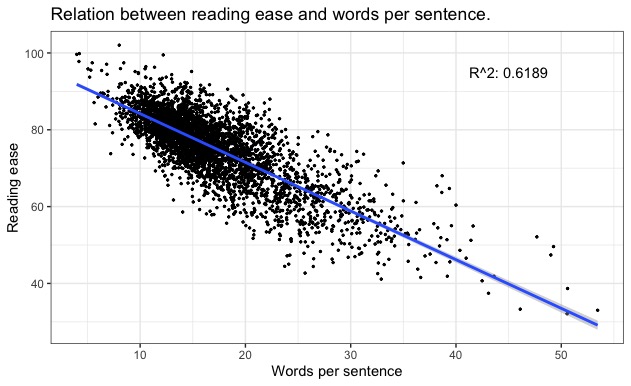 Relation between reading ease and words per sentence.
R^2: 0.6189
Reading ease
100
80
60
40
10 20 30 40 50
Words per sentence